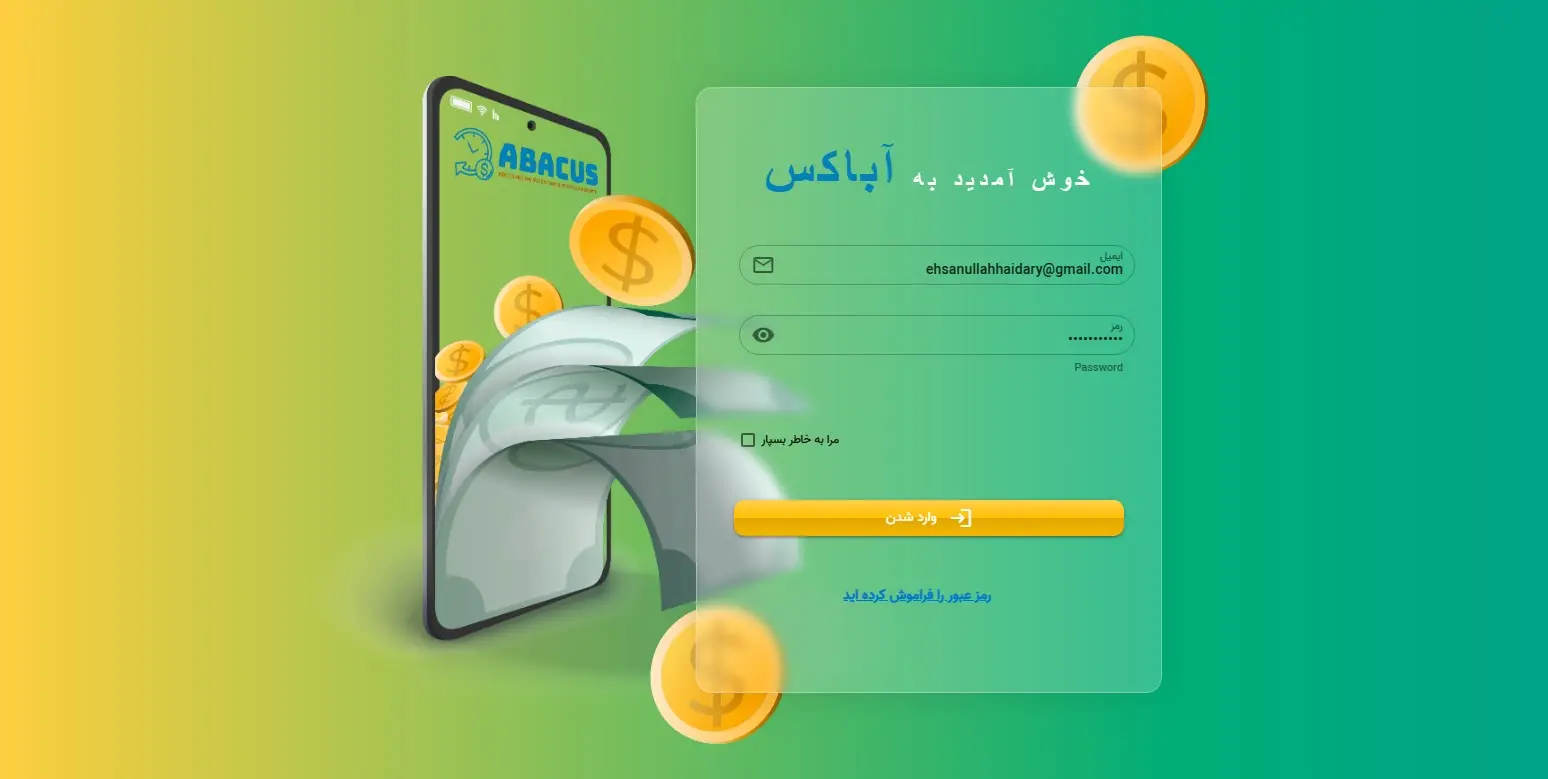 ABACUS
خوش آمدید به آباکس
ایمیل
ehsanullahhaidary@gmail.com
رمز
•••••••••••
Password
مرا به خاطر بسپار
وارد شدن
رمز عبور را فراموش کرده اید